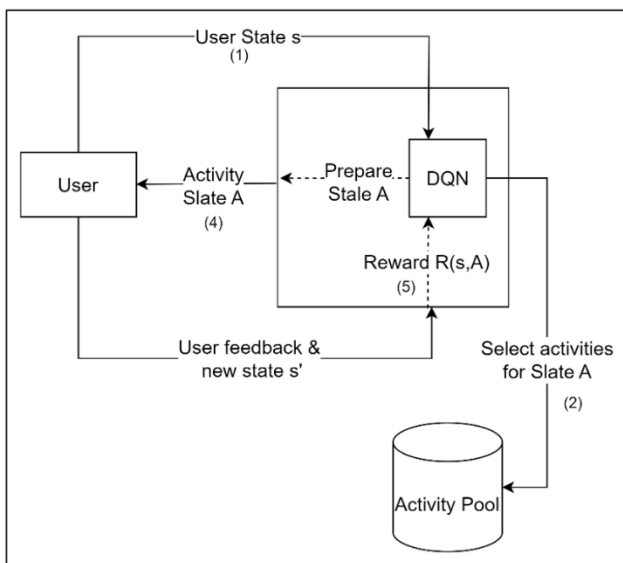 User State s
(1)
User
Activity
Slate A
(4)
Prepare
Stale A
DQN
Reward R(s,A)
(5)
User feedback &
new state s'
Select activities
for Slate A
(2)
Activity Pool